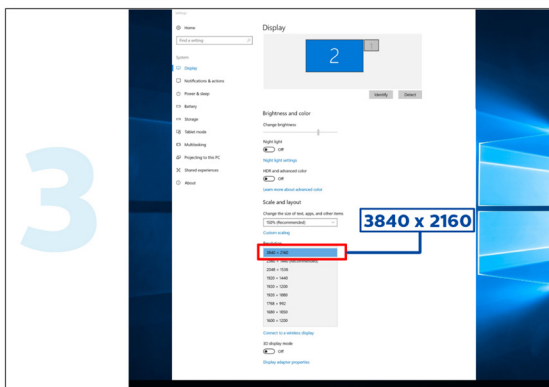 3
Settings
Home
Find a setting
System
Display
Notifications & actions
Power & sleep
Battery
Storage
Tablet mode
Multitasking
Projecting to this PC
Shared experiences
About
Display
2
1
Identify
Detect
Brightness and color
Change brightness
Night light
Off
Night light settings
HDR and advanced color
Off
Learn more about advanced color
Scale and layout
Change the size of text, apps, and other items
100% (Recommended)
Custom scaling
Resolution
3840 × 2160
(Recommended)
2048 × 1536
1920 × 1440
1920 × 1200
1920 × 1080
1768 × 992
1680 × 1050
1600 × 1200
Connect to a wireless display
3D display mode
Off
Display adapter properties
3840 x 2160